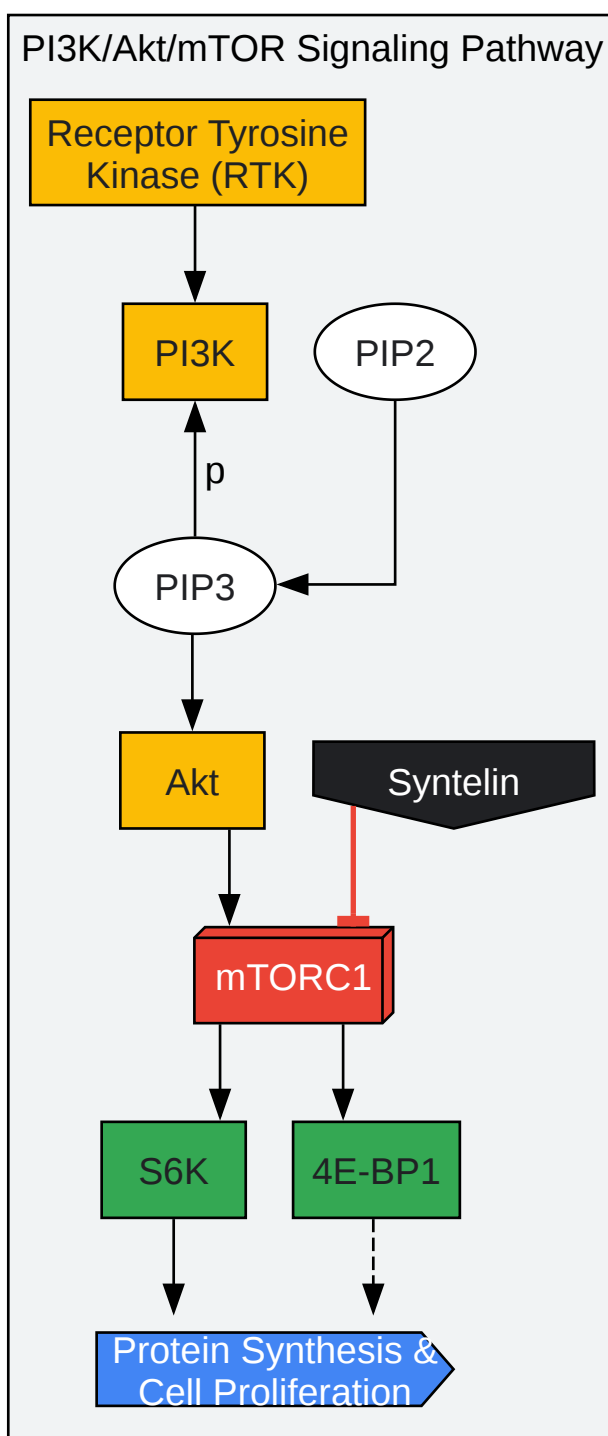 PI3K/Akt/mTOR Signaling Pathway
Receptor Tyrosine
Kinase (RTK)
PI3K
PIP2
p
PIP3
Akt
Syntelin
mTORC1
S6K
4E-BP1
Protein Synthesis &
Cell Proliferation